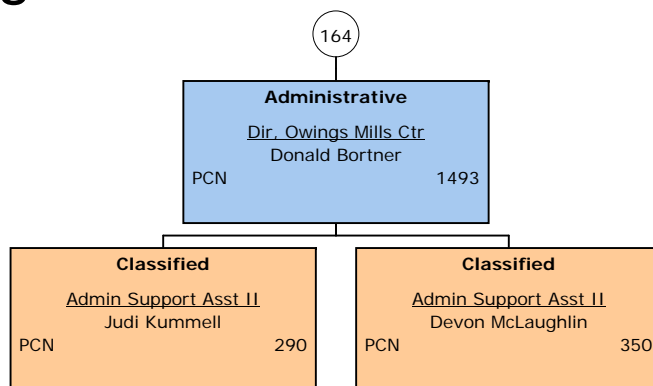 164
Administrative
Dir, Owings Mills Ctr
Donald Bortner
PCN 1493
Classified
Admin Support Asst II
Judi Kummell
PCN 290
Classified
Admin Support Asst II
Devon McLaughlin
PCN 350